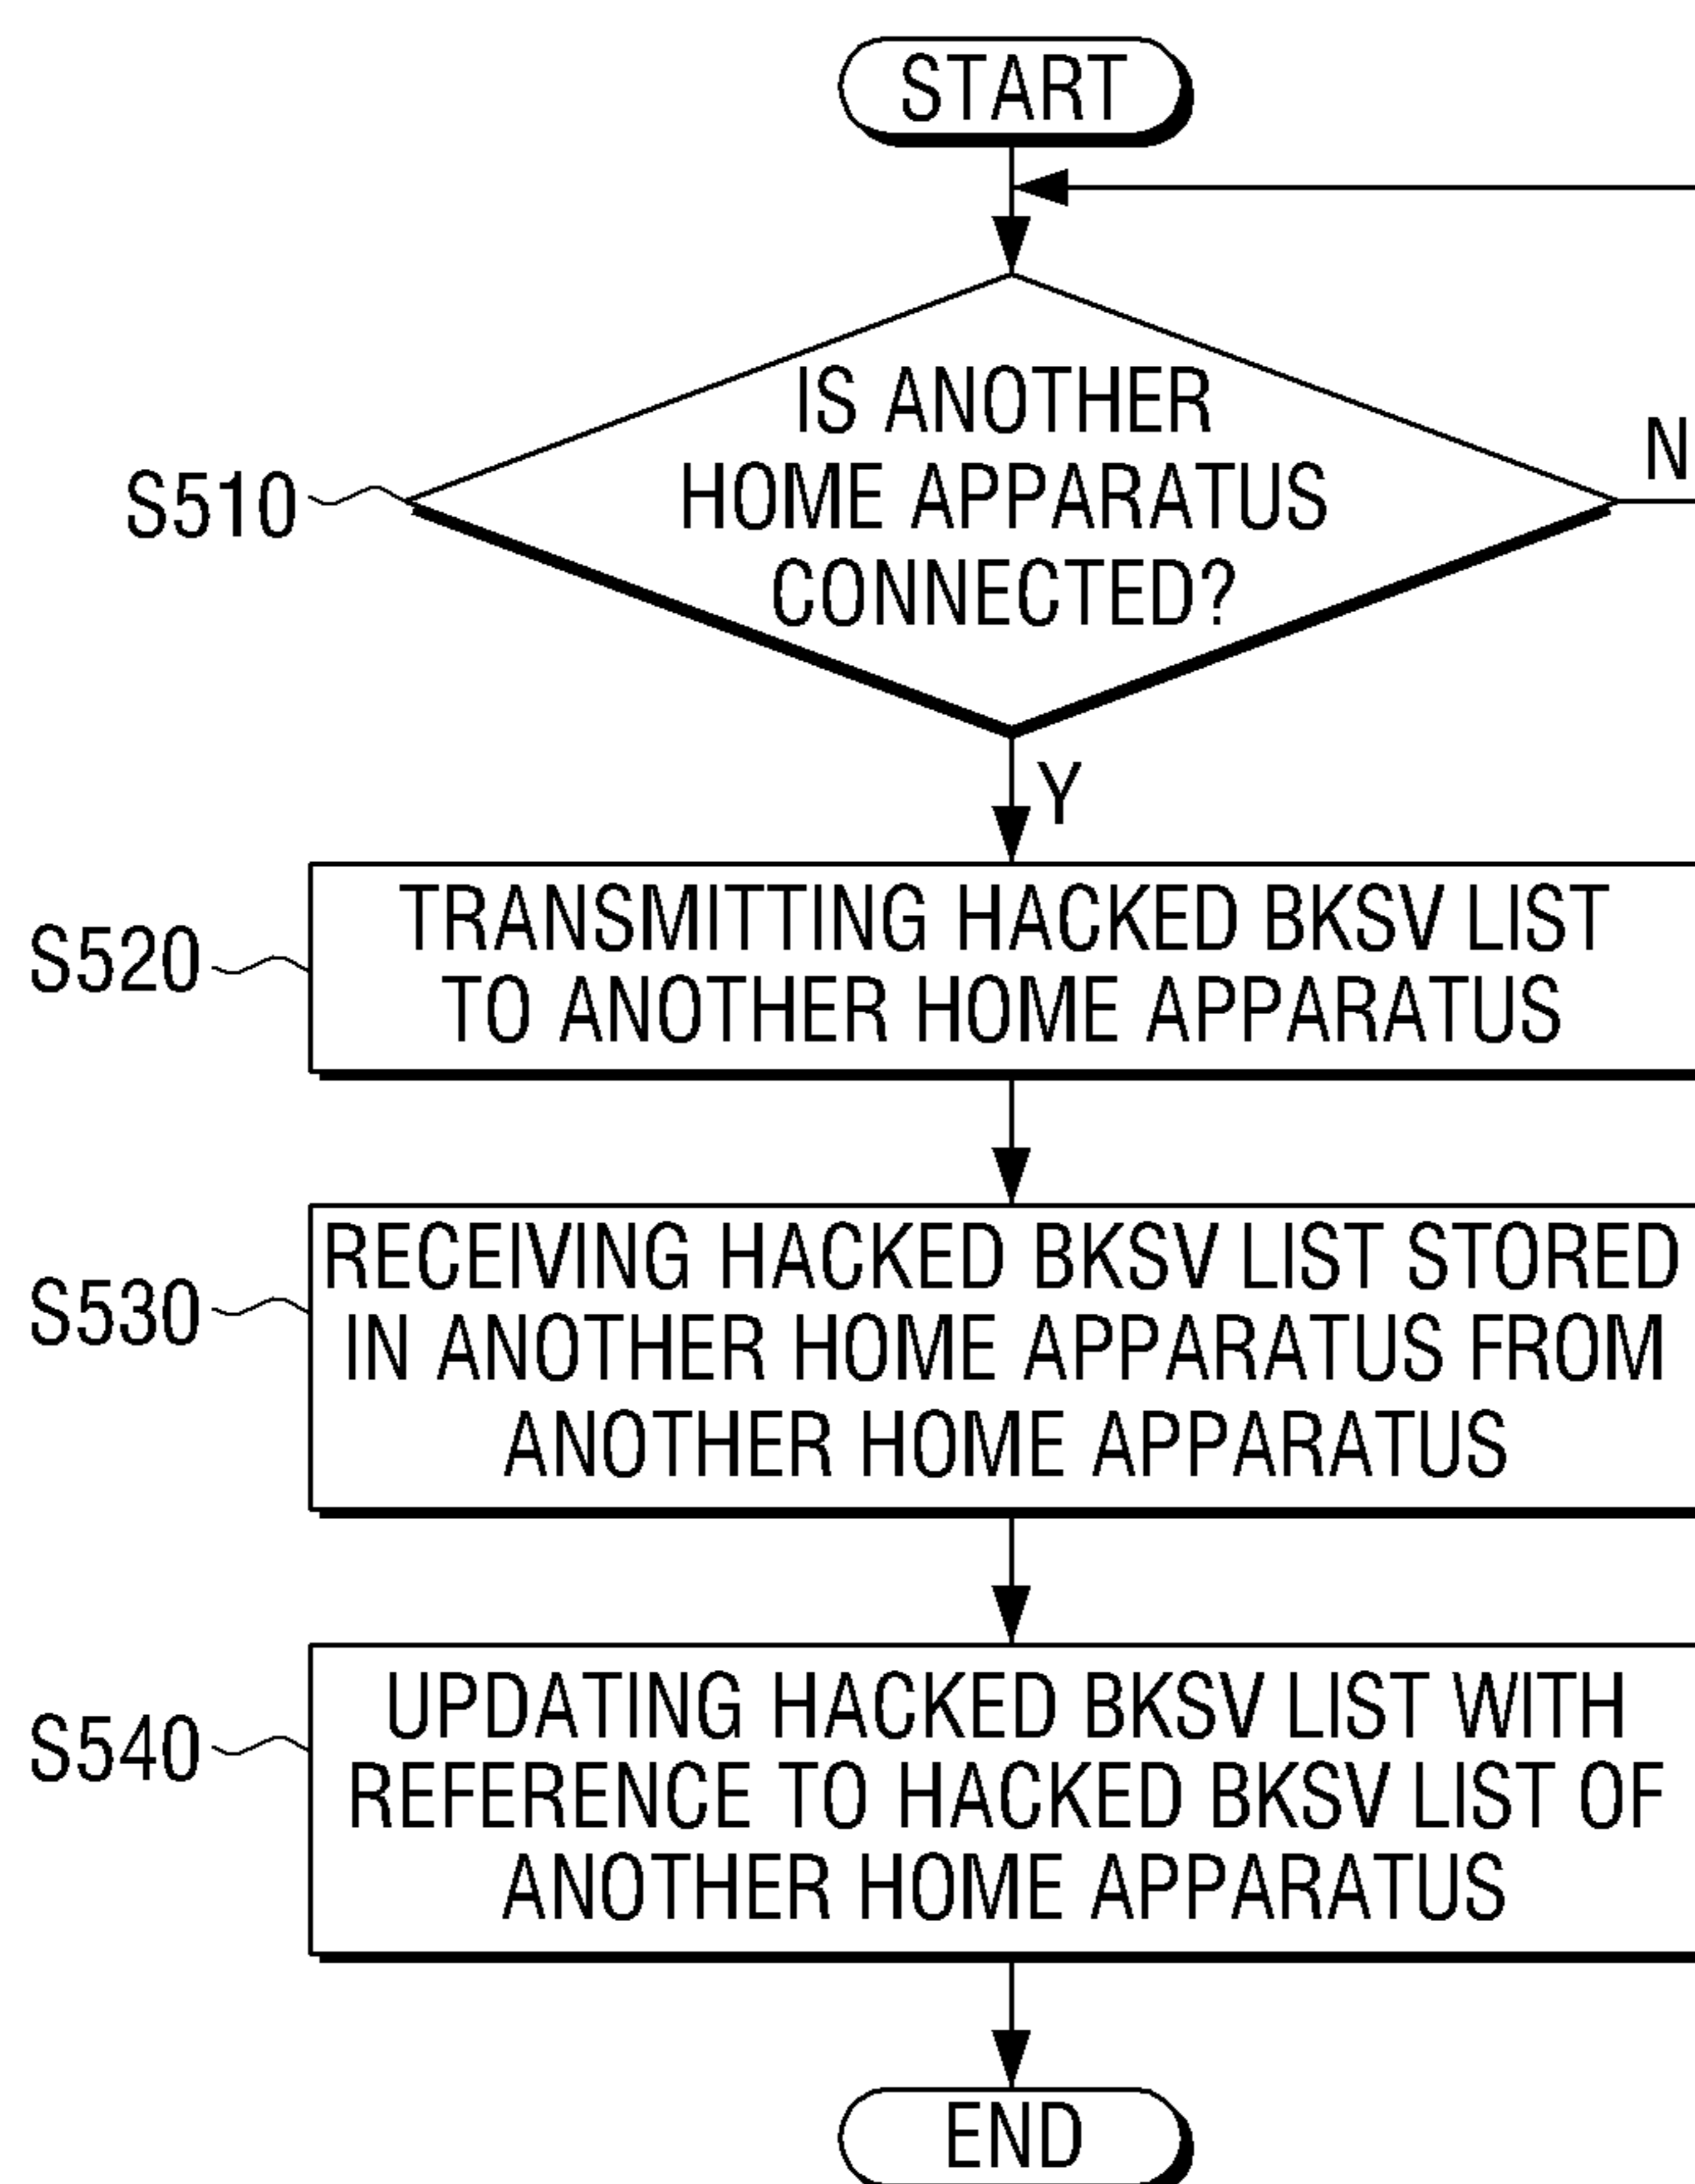 START
IS ANOTHER
HOME APPARATUS
CONNECTED?
N
S510
Y
S520
TRANSMITTING HACKED BKSV LIST
TO ANOTHER HOME APPARATUS
S530
RECEIVING HACKED BKSV LIST STORED
IN ANOTHER HOME APPARATUS FROM
ANOTHER HOME APPARATUS
S540
UPDATING HACKED BKSV LIST WITH
REFERENCE TO HACKED BKSV LIST OF
ANOTHER HOME APPARATUS
END